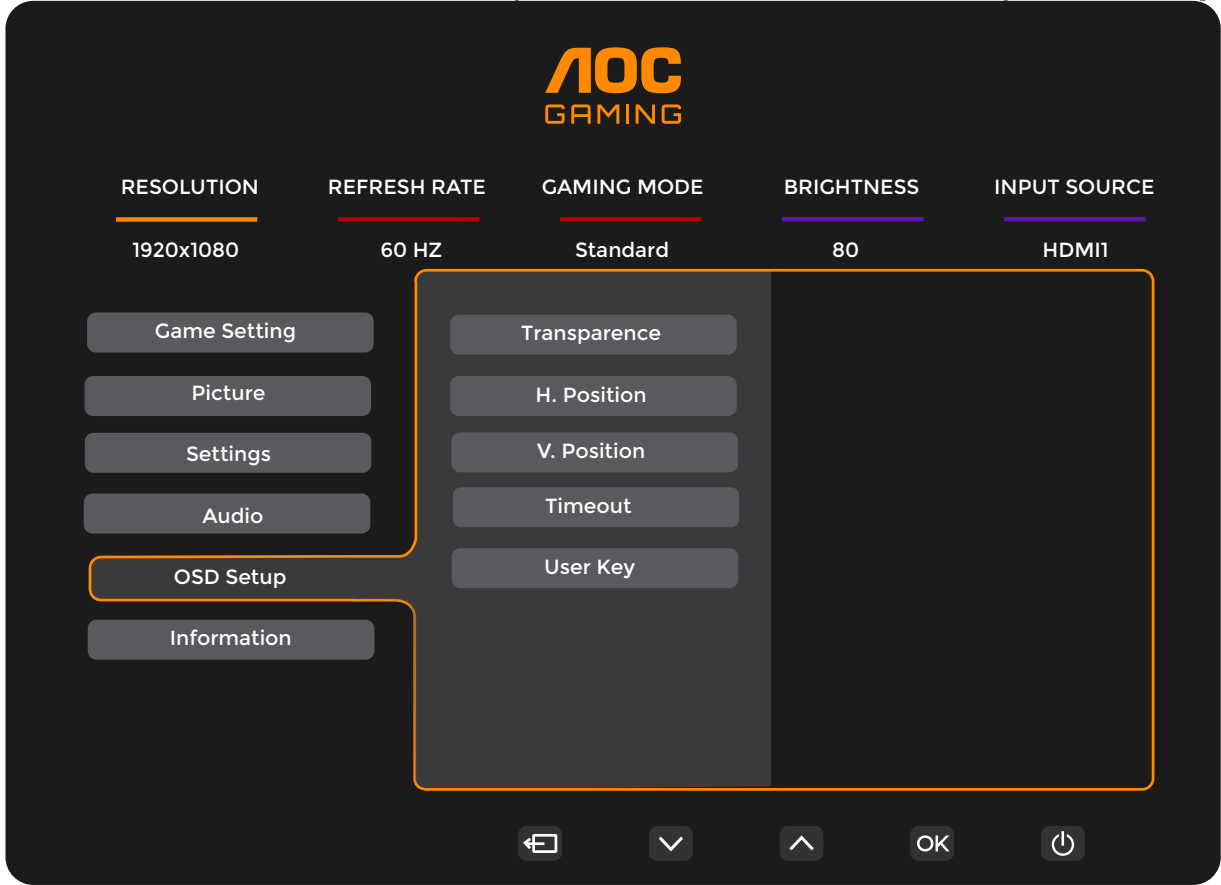 AOC
GAMING
RESOLUTION REFRESH RATE GAMING MODE BRIGHTNESS INPUT SOURCE
1920x1080 60 HZ Standard 80 HDMI1
Game Setting
Picture
Settings
Audio
OSD Setup
Information
Transparence
H. Position
V. Position
Timeout
User Key
OK